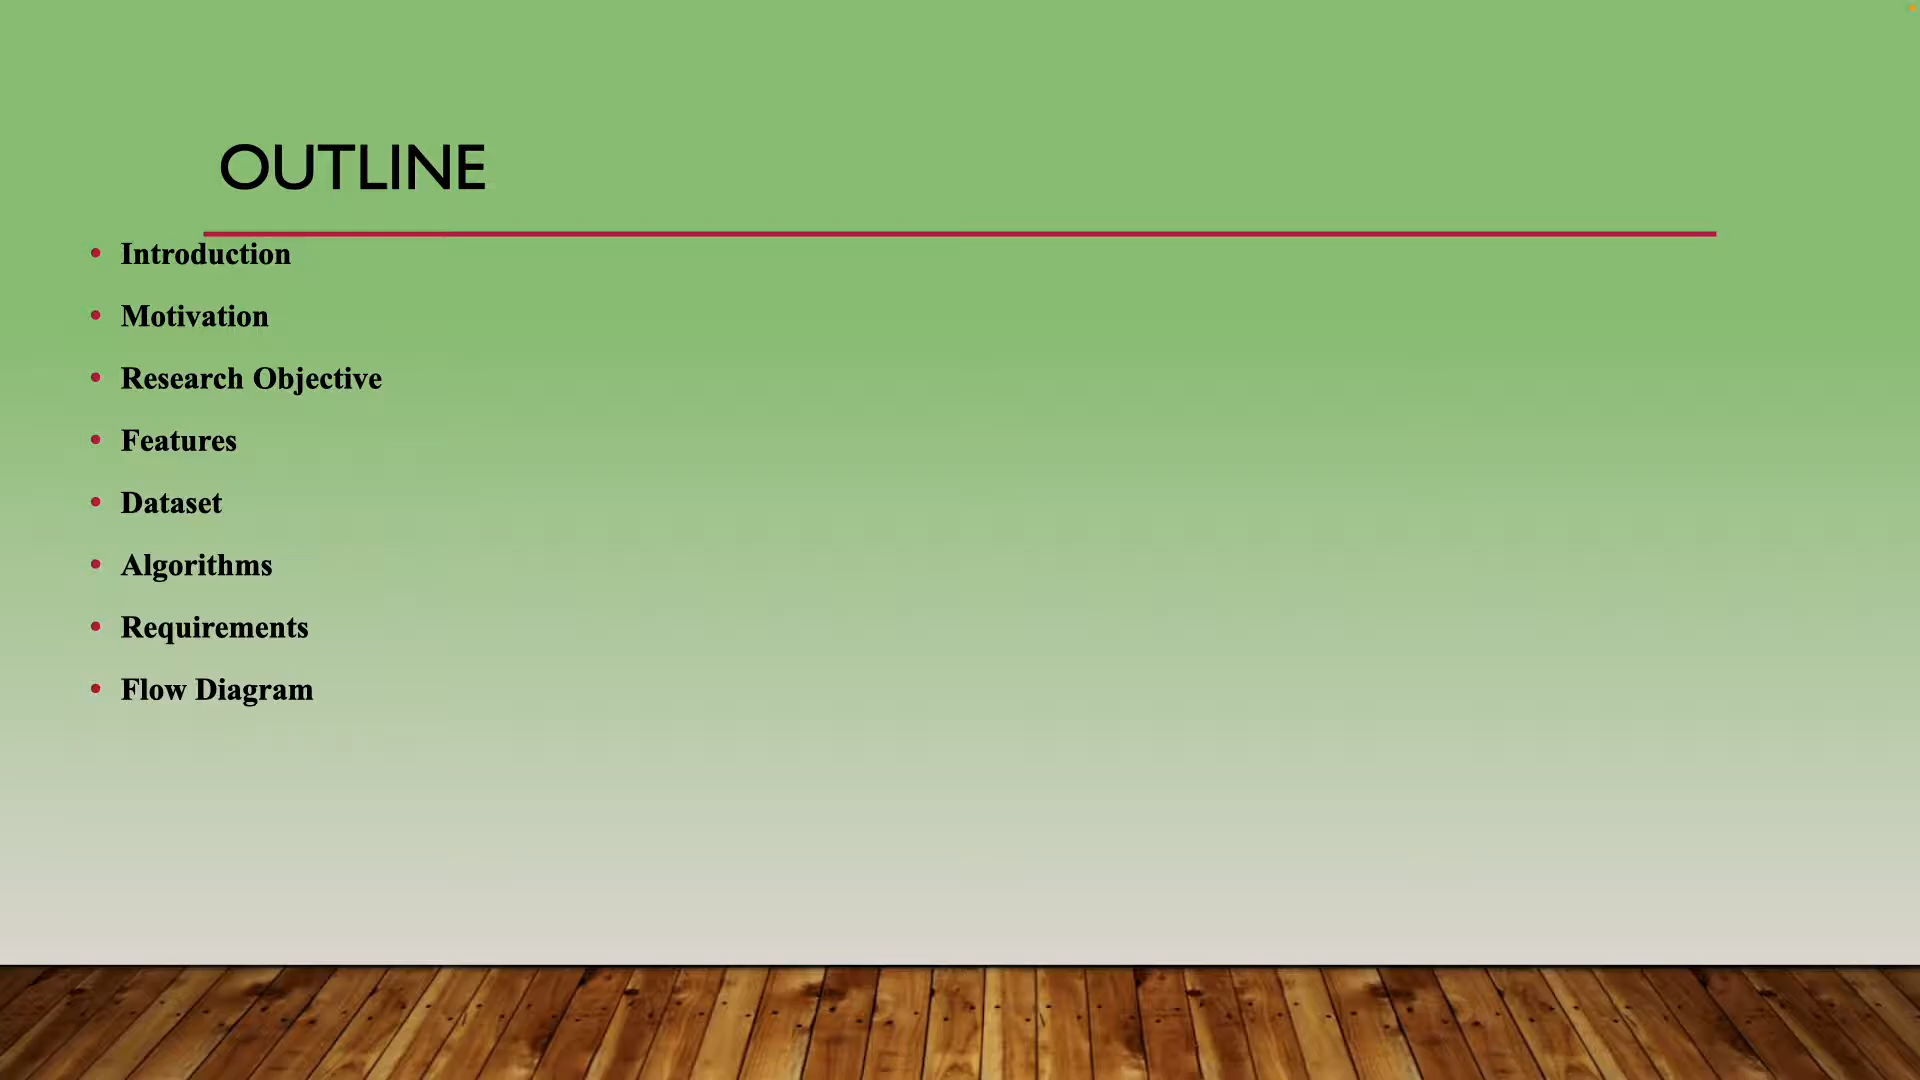 OUTLINE
• Introduction
• Motivation
• Research Objective
• Features
• Dataset
• Algorithms
• Requirements
• Flow Diagram